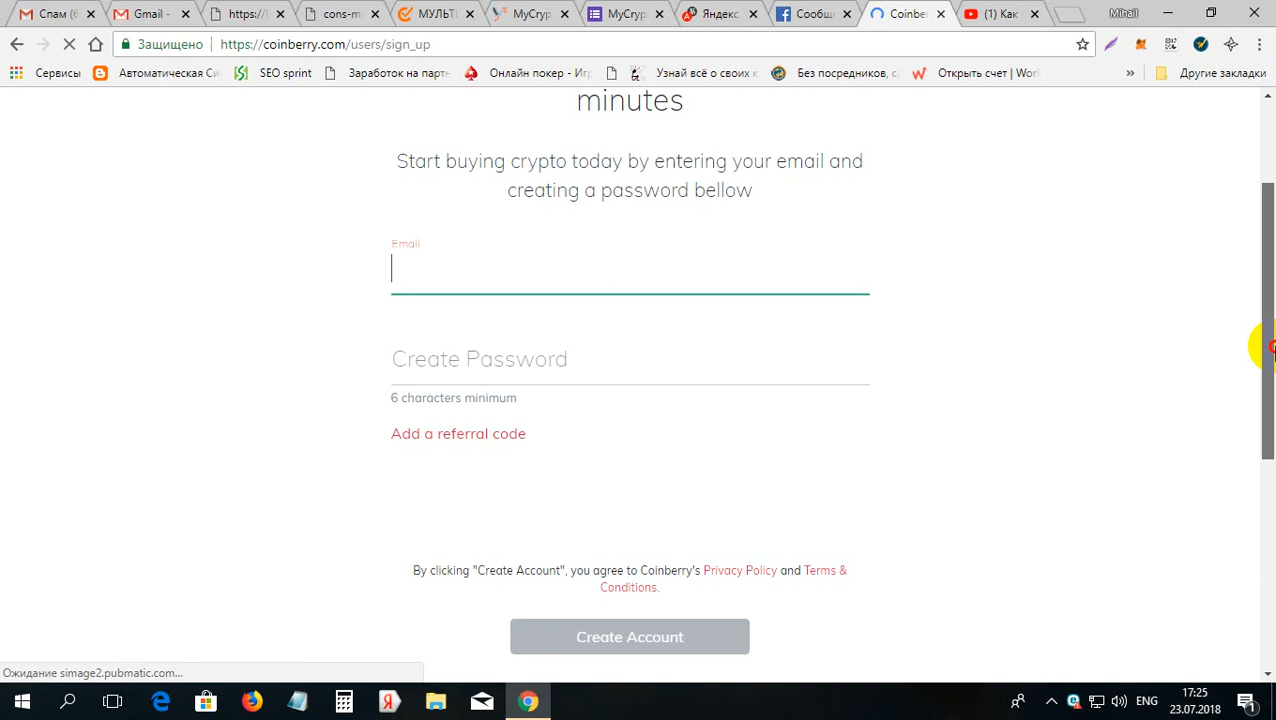 Спам (6
Gmail -
https://l
cons-m
МУЛЬТ
MyCryp
MyCryp
Яндекс
Сообщ
Coinbe
(1) Как
Mihail
Защищено
https://coinberry.com/users/sign_up
Сервисы
Автоматическая Си
SEO sprint
Заработок на парт
Онлайн покер - Иг
Узнай всё о своих к
Без посредников, с
Открыть счет | Worl
»
Другие закладки
minutes
Start buying crypto today by entering your email and
creating a password bellow
Email
Create Password
6 characters minimum
Add a referral code
By clicking "Create Account", you agree to Coinberry's Privacy Policy and Terms &
Conditions.
Create Account
Ожидание simage2.pubmatic.com...
ENG
17:25
23.07.2018
1